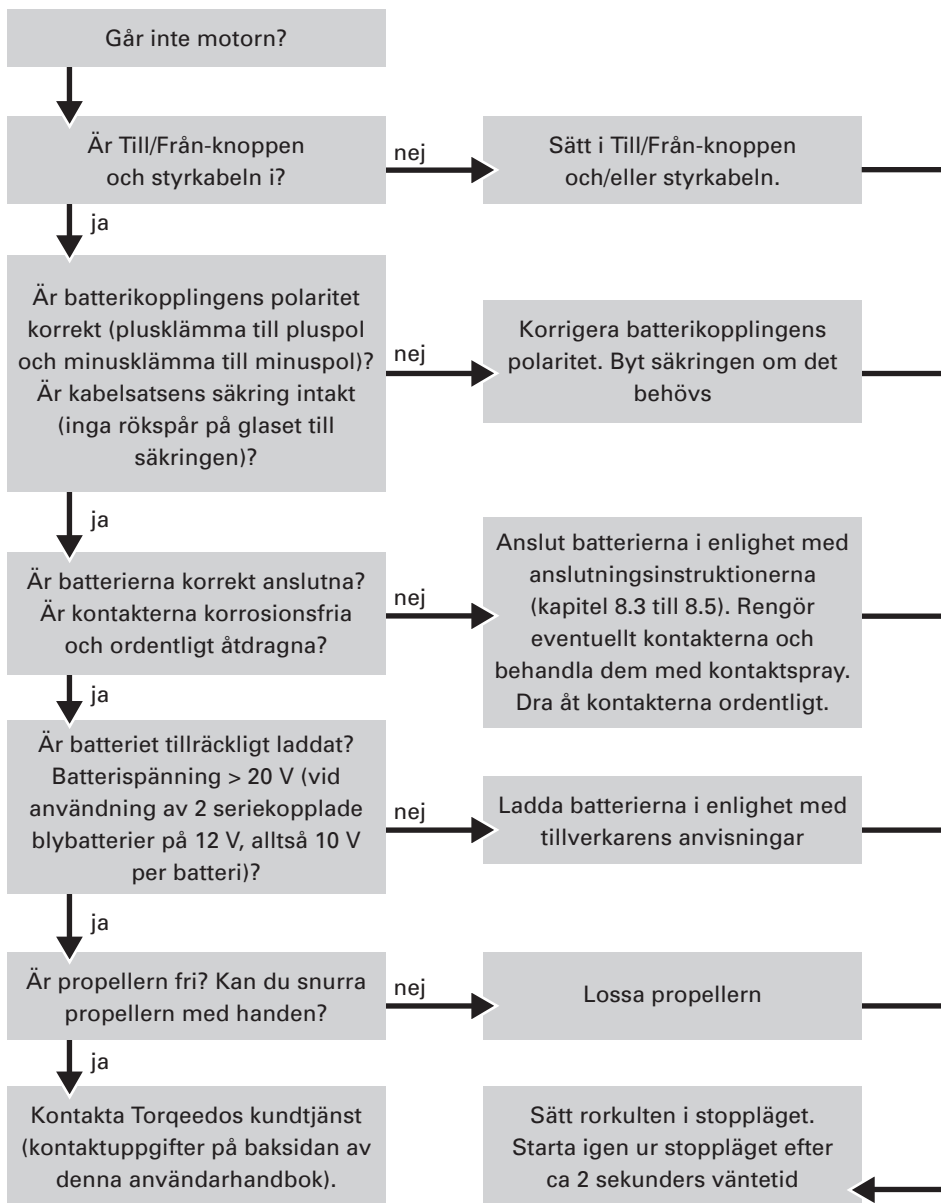 Går inte motorn?
Är Till/Från-knoppen
och styrkabeln i?
nej
Sätt i Till/Från-knoppen
och/eller styrkabeln.
ja
Är batterikopplingens polaritet
korrekt (plusklämma till pluspol
och minusklämma till minuspol)?
Är kabelsatsens säkring intakt
(inga rökspår på glaset till
säkringen)?
nej
Korrigera batterikopplingens
polaritet. Byt säkringen om det
behövs
ja
Är batterierna korrekt anslutna?
Är kontakterna korrosionsfria
och ordentligt åtdragna?
nej
Anslut batterierna i enlighet med
anslutningsinstruktionerna
(kapitel 8.3 till 8.5). Rengör
eventuellt kontakterna och
behandla dem med kontaktspray.
Dra åt kontakterna ordentligt.
ja
Är batteriet tillräckligt laddat?
Batterispänning > 20 V (vid
användning av 2 seriekopplade
blybatterier på 12 V, alltså 10 V
per batteri)?
nej
Ladda batterierna i enlighet med
tillverkarens anvisningar
ja
Är propellern fri? Kan du snurra
propellern med handen?
nej
Lossa propellern
ja
Kontakta Torqeedos kundtjänst
(kontaktuppgifter på baksidan av
denna användarhandbok).
Sätt rorkulten i stoppläget.
Starta igen ur stoppläget efter
ca 2 sekunders väntetid